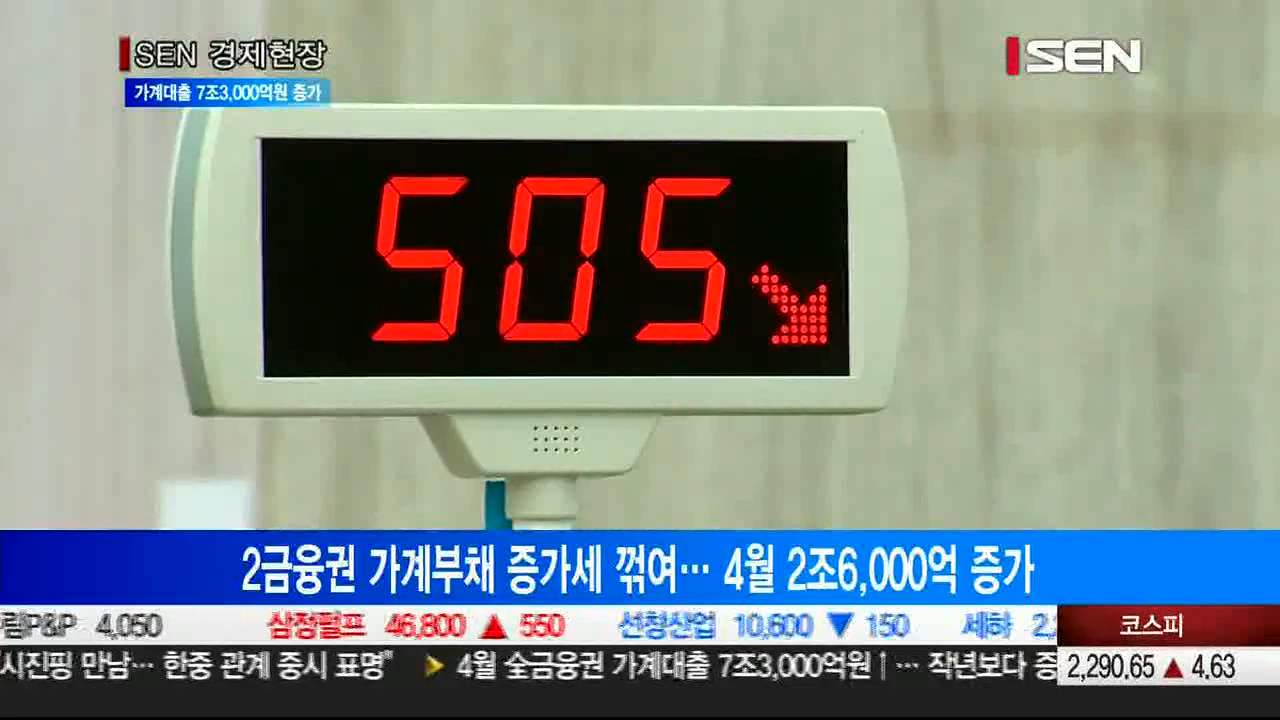 SEN 경제현장
SEN
가계대출 7조3,000억원 증가
505
2금융권 가계부채 증가세 꺾여… 4월 2조6,000억 증가
림P&P 4,050 삼정펄프 46,800 ▲ 550 선창산업 10,600 ▼ 150 세하 2,
코스피
시진핑 만남… 한중 관계 중시 표명" ▶ 4월 全금융권 가계대출 7조3,000억원↑… 작년보다 증
2,290.65 ▲ 4.63